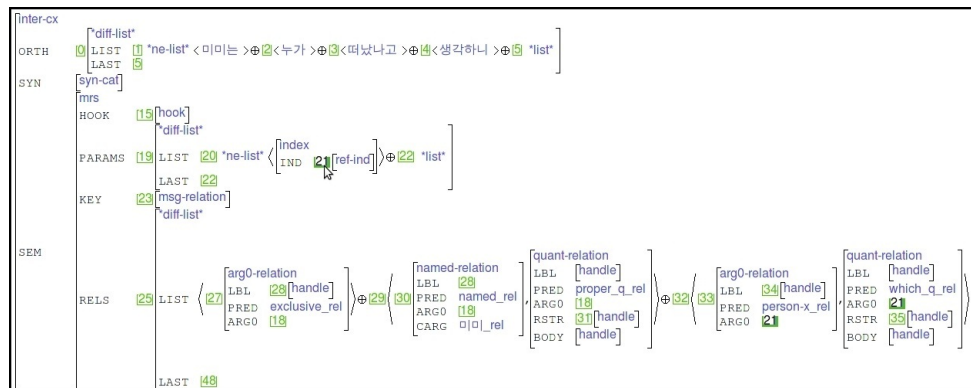 inter-cx
*diff-list*
ORTH [0] LIST [1] *ne-list* < 미미는 >⊕[2]< 누가 >⊕[3]< 떠났나고 >⊕[4]< 생각하니 >⊕[5] *list*
LAST [5]
SYN syn-cat
mrs
HOOK [15] hook
*diff-list*
index
PARAMS [19] LIST [20] *ne-list* < IND [21] ref-ind >⊕[22] *list*
LAST [22]
KEY [23] msg-relation
*diff-list*
SEM
quant-relation quant-relation
arg0-relation named-relation LBL [handle] arg0-relation LBL [handle]
LBL [28][handle] LBL [28] PRED proper_q_rel LBL [34][handle] PRED which_q_rel
RELS [25] LIST <[27] PRED exclusive_rel >⊕[29]<[30] PRED named_rel , ARG0 [18] >⊕[32]<[33] PRED person-x_rel , ARG0 [21]
ARG0 [18] ARG0 [18] RSTR [31][handle] ARG0 [21] RSTR [35][handle]
CARG 미미_rel BODY [handle] BODY [handle]
LAST [48]